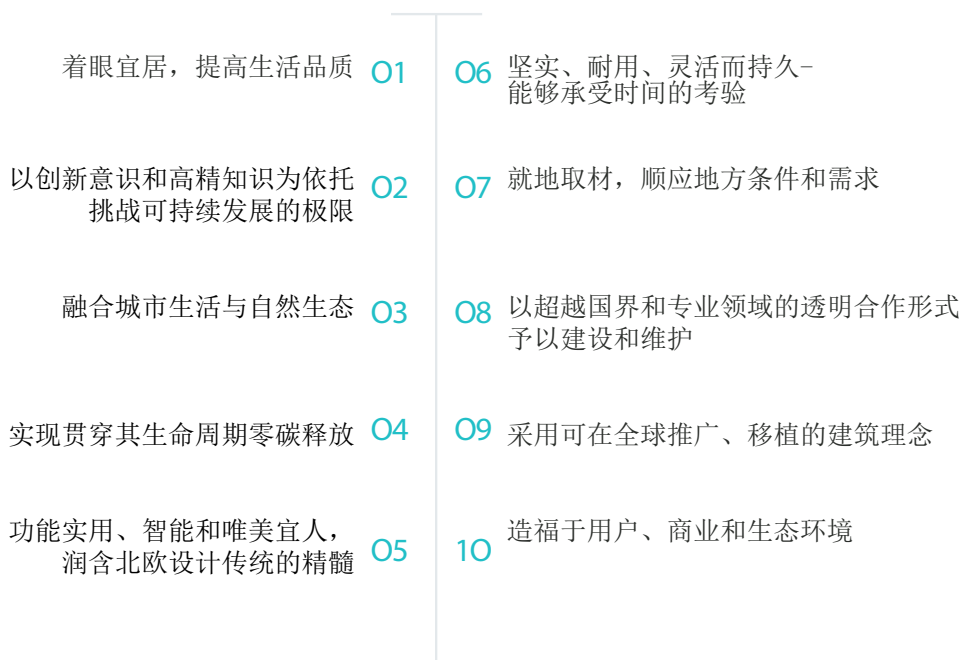 着眼宜居，提高生活品质 01
以创新意识和高精知识为依托
挑战可持续发展的极限
02
融合城市生活与自然生态 03
实现贯穿其生命周期零碳释放 04
功能实用、智能和唯美宜人，
润含北欧设计传统的精髓
05
06 坚实、耐用、灵活而持久-
能够承受时间的考验
07 就地取材，顺应地方条件和需求
08 以超越国界和专业领域的透明合作形式
予以建设和维护
09 采用可在全球推广、移植的建筑理念
10 造福于用户、商业和生态环境